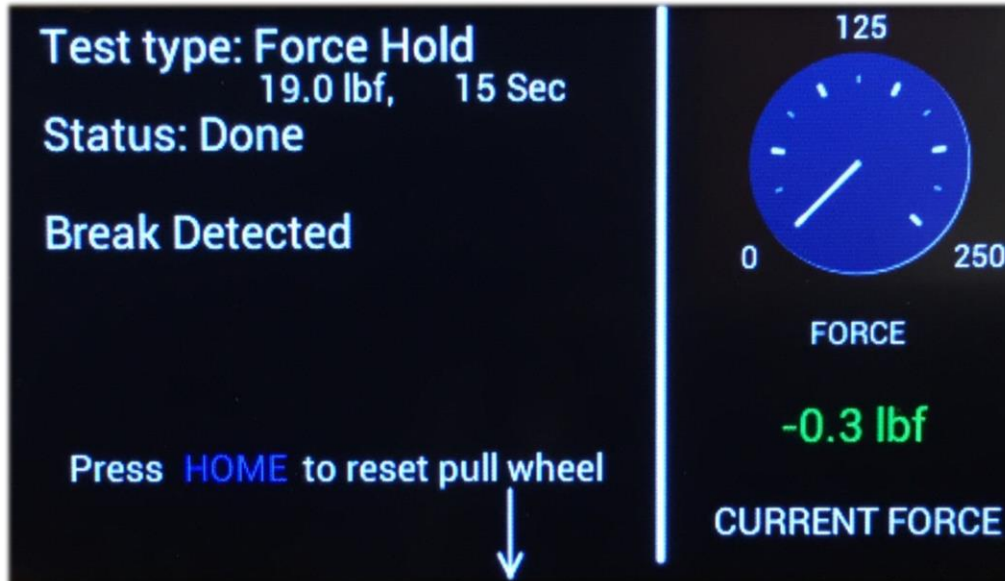 Test type: Force Hold
19.0 lbf, 15 Sec
Status: Done
Break Detected
Press HOME to reset pull wheel
125
0
250
FORCE
-0.3 lbf
CURRENT FORCE